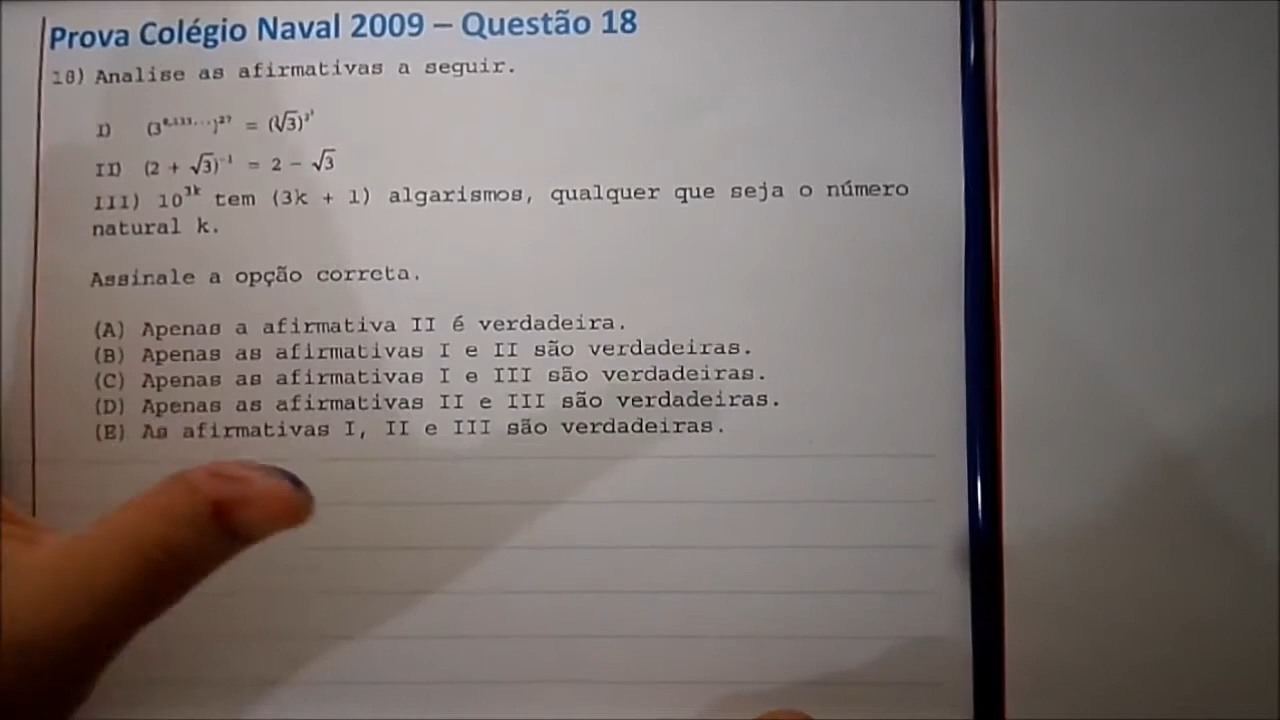 Prova Colégio Naval 2009 – Questão 18
18) Analise as afirmativas a seguir.
I) (3^0,111...)^27 = (√3)
II) (2 + √3)^-1 = 2 - √3
III) 10^3k tem (3k + 1) algarismos, qualquer que seja o número
natural k.
Assinale a opção correta.
(A) Apenas a afirmativa II é verdadeira.
(B) Apenas as afirmativas I e II são verdadeiras.
(C) Apenas as afirmativas I e III são verdadeiras.
(D) Apenas as afirmativas II e III são verdadeiras.
(E) As afirmativas I, II e III são verdadeiras.